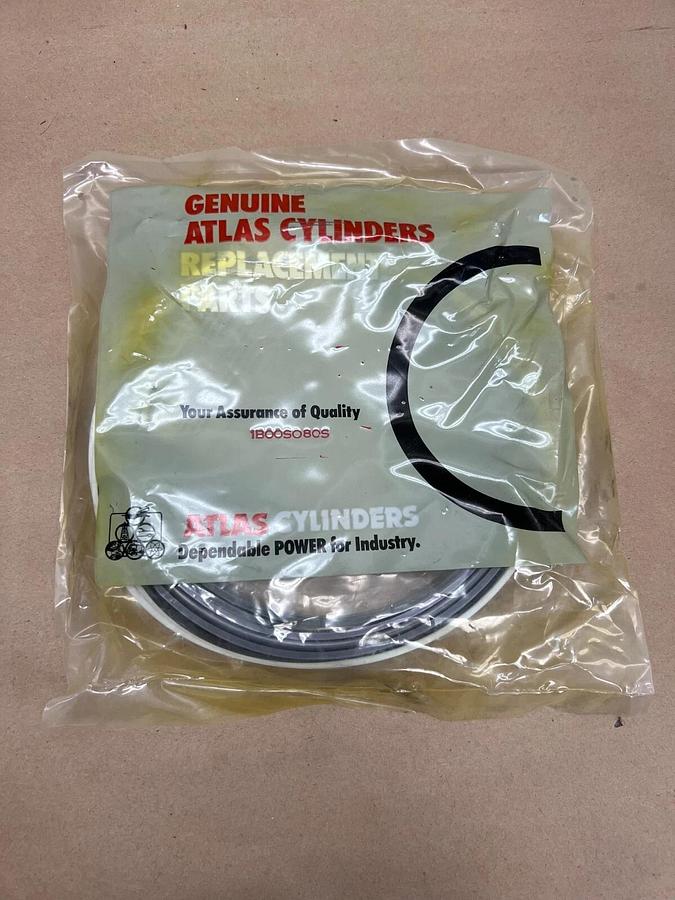 GENUINE
ATLAS CYLINDERS
REPLACEMENT
PARTS
Your Assurance of Quality
1B00S080S
ATLAS CYLINDERS
Dependable POWER for Industry.